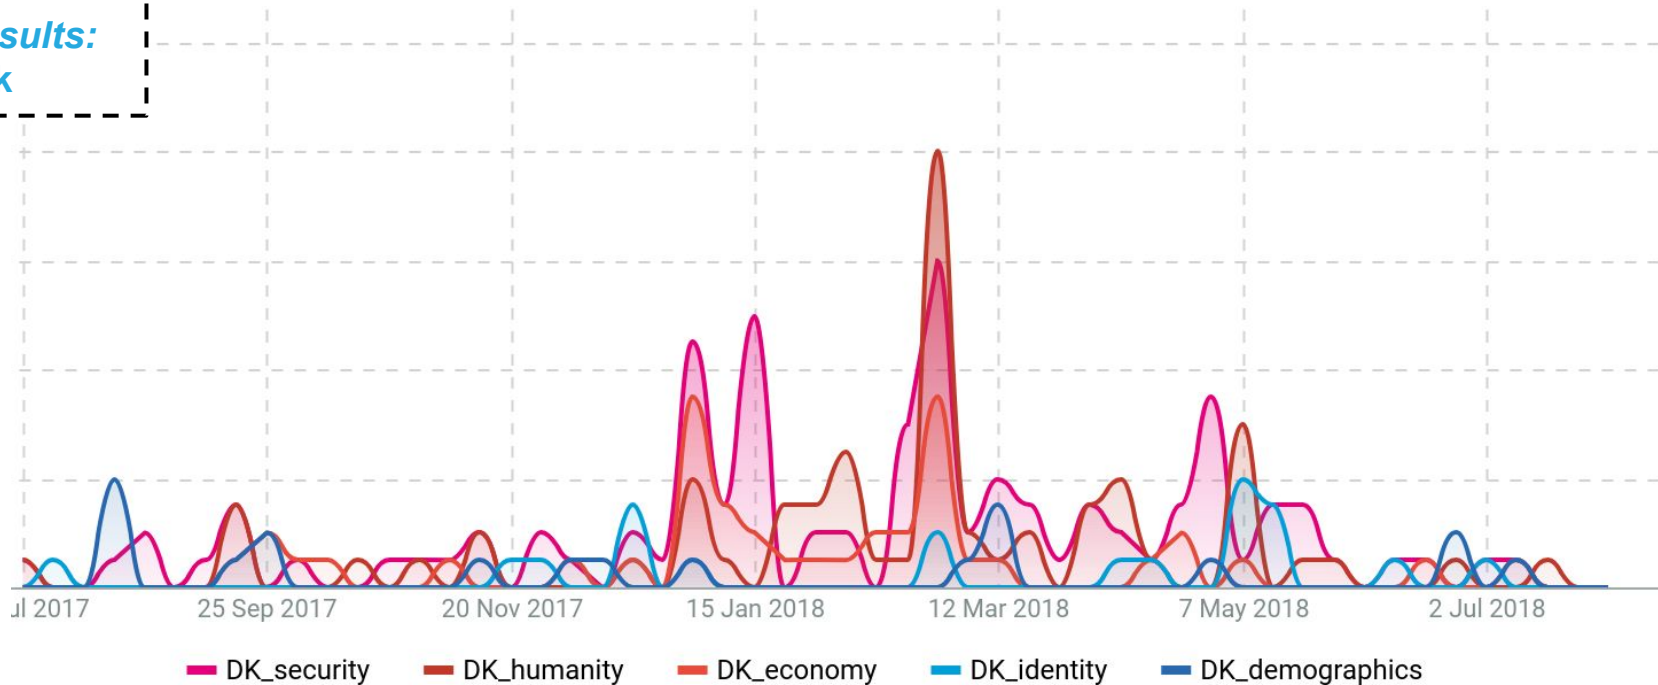 sults:
k
ul 2017 25 Sep 2017 20 Nov 2017 15 Jan 2018 12 Mar 2018 7 May 2018 2 Jul 2018
DK_security DK_humanity DK_economy DK_identity DK_demographics